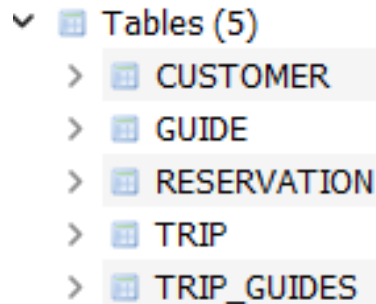 Tables (5)
CUSTOMER
GUIDE
RESERVATION
TRIP
TRIP_GUIDES